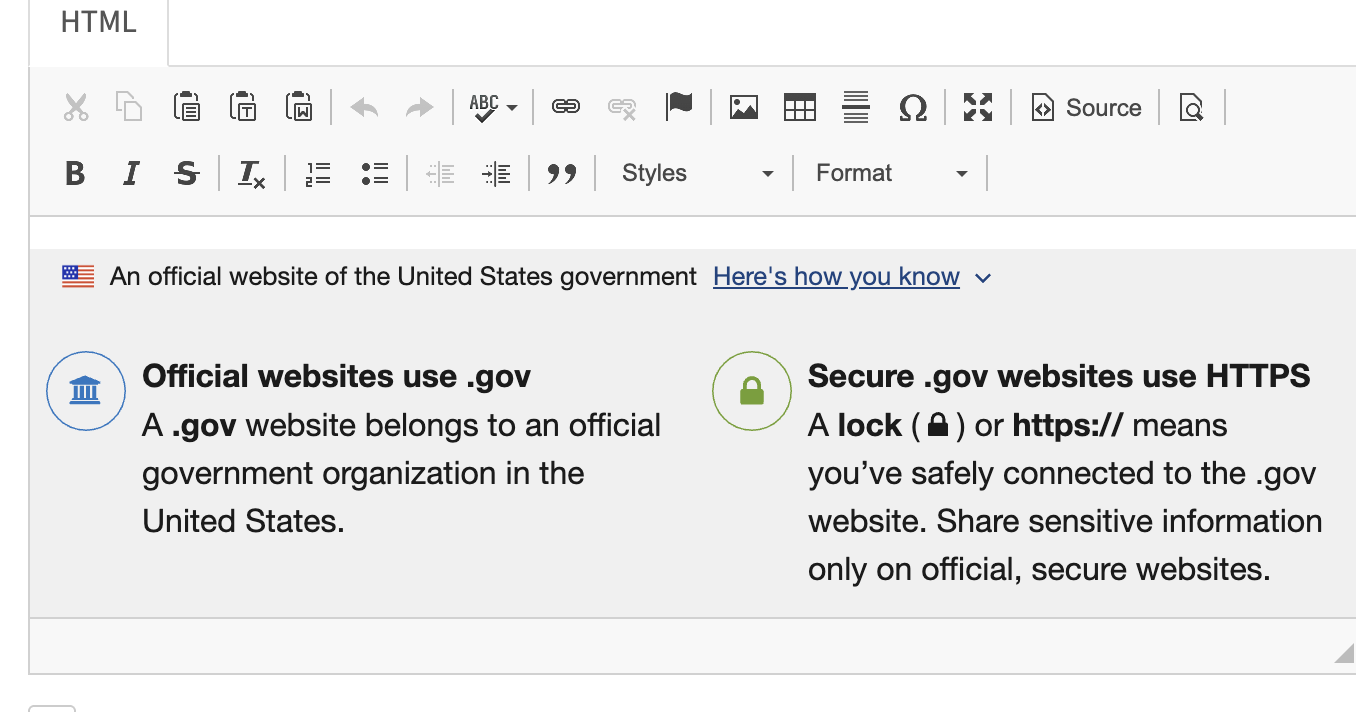 HTML
ABC
Ω Source
B I S Tx Styles Format
An official website of the United States government Here's how you know
Official websites use .gov
A .gov website belongs to an official
government organization in the
United States.
Secure .gov websites use HTTPS
A lock ( ) or https:// means
you’ve safely connected to the .gov
website. Share sensitive information
only on official, secure websites.